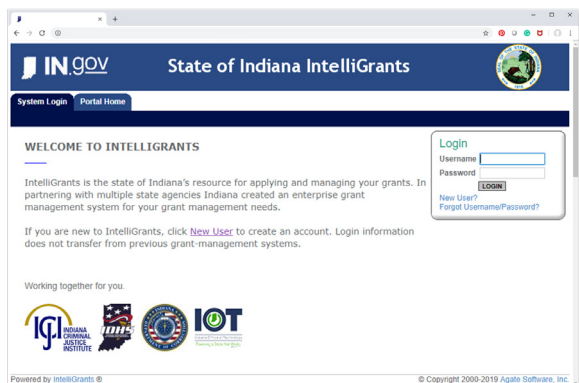 IN.gov
State of Indiana IntelliGrants
System Login
Portal Home
WELCOME TO INTELLIGRANTS
IntelliGrants is the state of Indiana's resource for applying and managing your grants. In
partnering with multiple state agencies Indiana created an enterprise grant
management system for your grant management needs.
If you are new to IntelliGrants, click New User to create an account. Login information
does not transfer from previous grant-management systems.
Login
Username
Password
LOGIN
New User?
Forgot Username/Password?
Working together for you.
ICJI
INDIANA
CRIMINAL
JUSTICE
INSTITUTE
IDHS
IOT
Powered by IntelliGrants ®
© Copyright 2000-2019 Agate Software, Inc.